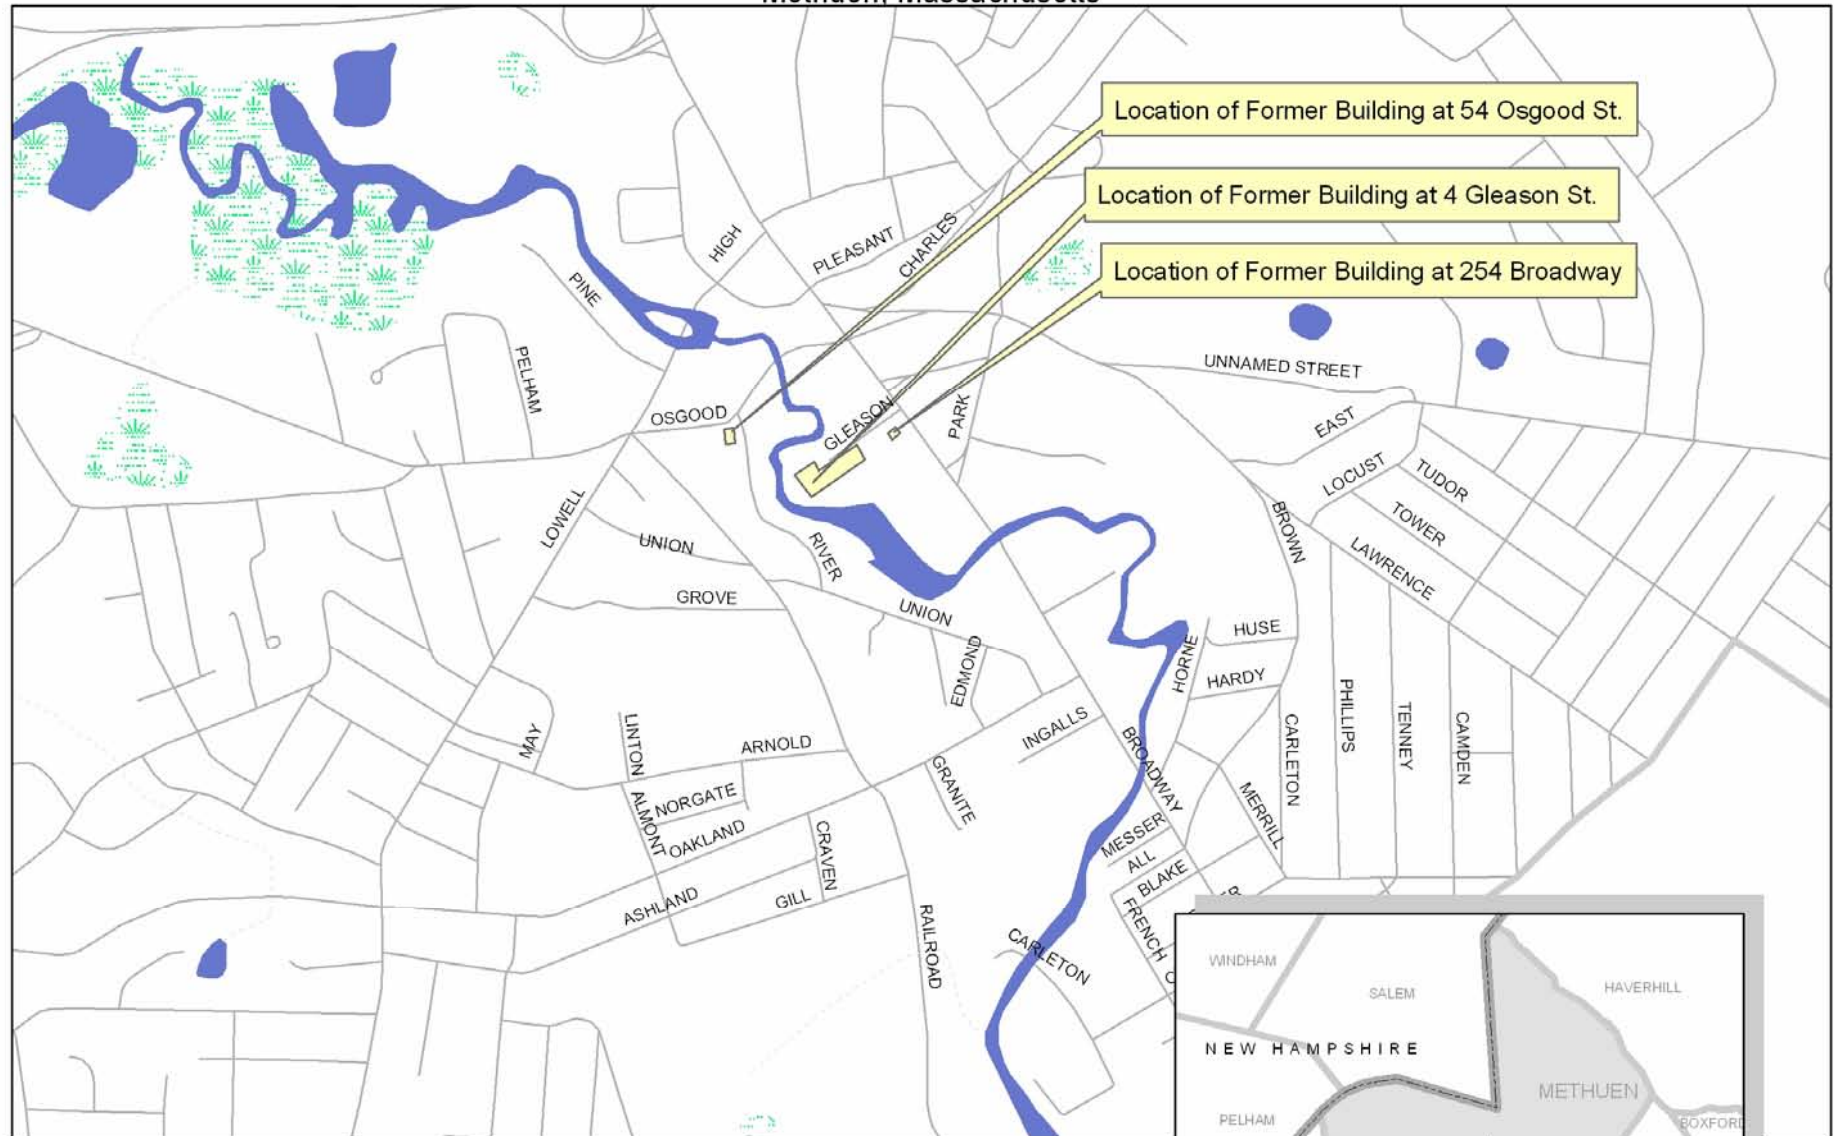 Methuen, Massachusetts
Location of Former Building at 54 Osgood St.
Location of Former Building at 4 Gleason St.
Location of Former Building at 254 Broadway
HIGH
PLEASANT
CHARLES
PINE
PELHAM
OSGOOD
GLEASON
PARK
UNNAMED STREET
EAST
LOCUST
TUDOR
TOWER
LAWRENCE
BROWN
LOWELL
UNION
RIVER
GROVE
UNION
EDMOND
HUSE
HORNE
HARDY
PHILLIPS
TENNEY
CAMDEN
CARLETON
MAY
LINTON
ARNOLD
INGALLS
BROADWAY
GRANITE
NORGATE
ALMONT
OAKLAND
CRAVEN
MERRILL
MESSER
ALL
BLAKE
ASHLAND
GILL
FRENCH
RAILROAD
CARLETON
WINDHAM
SALEM
HAVERHILL
NEW HAMPSHIRE
METHUEN
PELHAM
BOXFORD